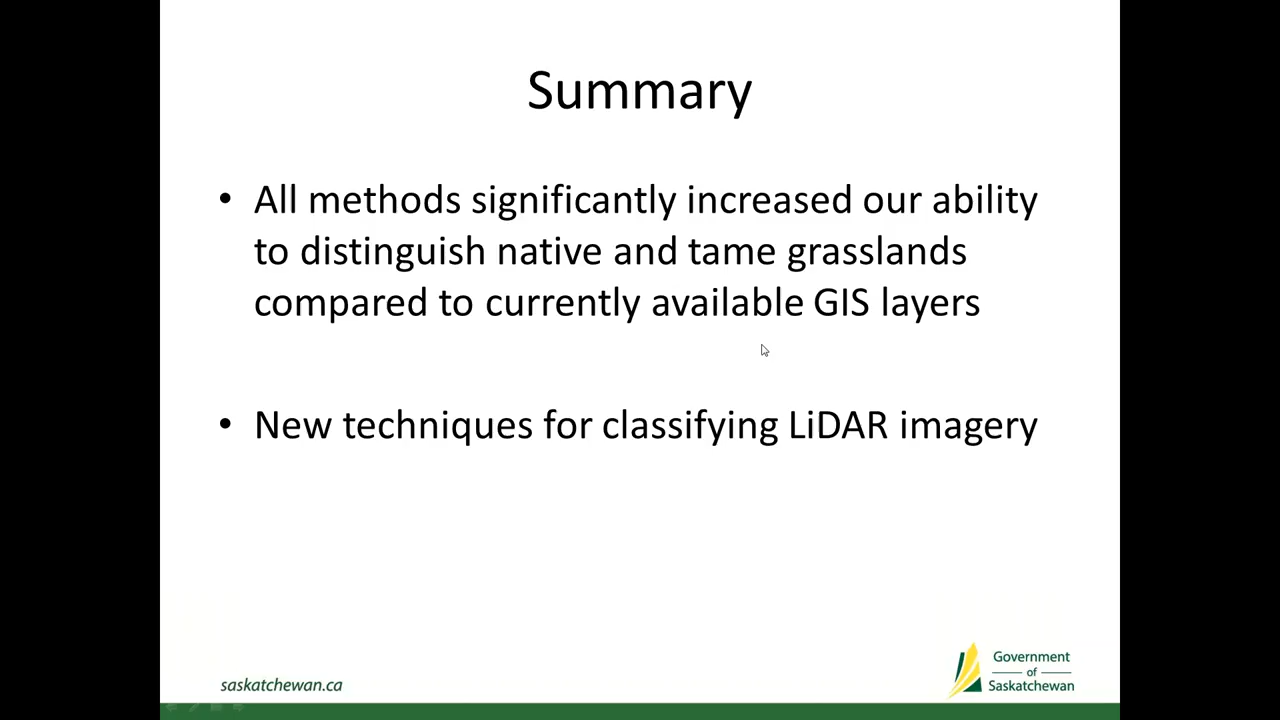 Summary
• All methods significantly increased our ability
to distinguish native and tame grasslands
compared to currently available GIS layers
• New techniques for classifying LiDAR imagery
saskatchewan.ca
Government
of
Saskatchewan